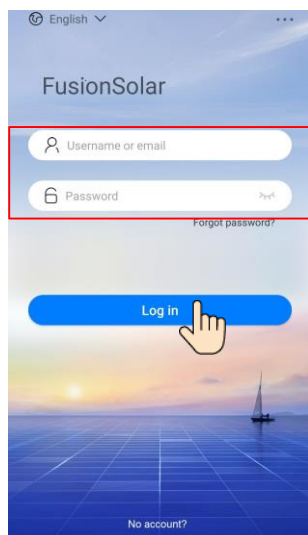 English
FusionSolar
Username or email
Password
Forgot password?
Log in
No account?